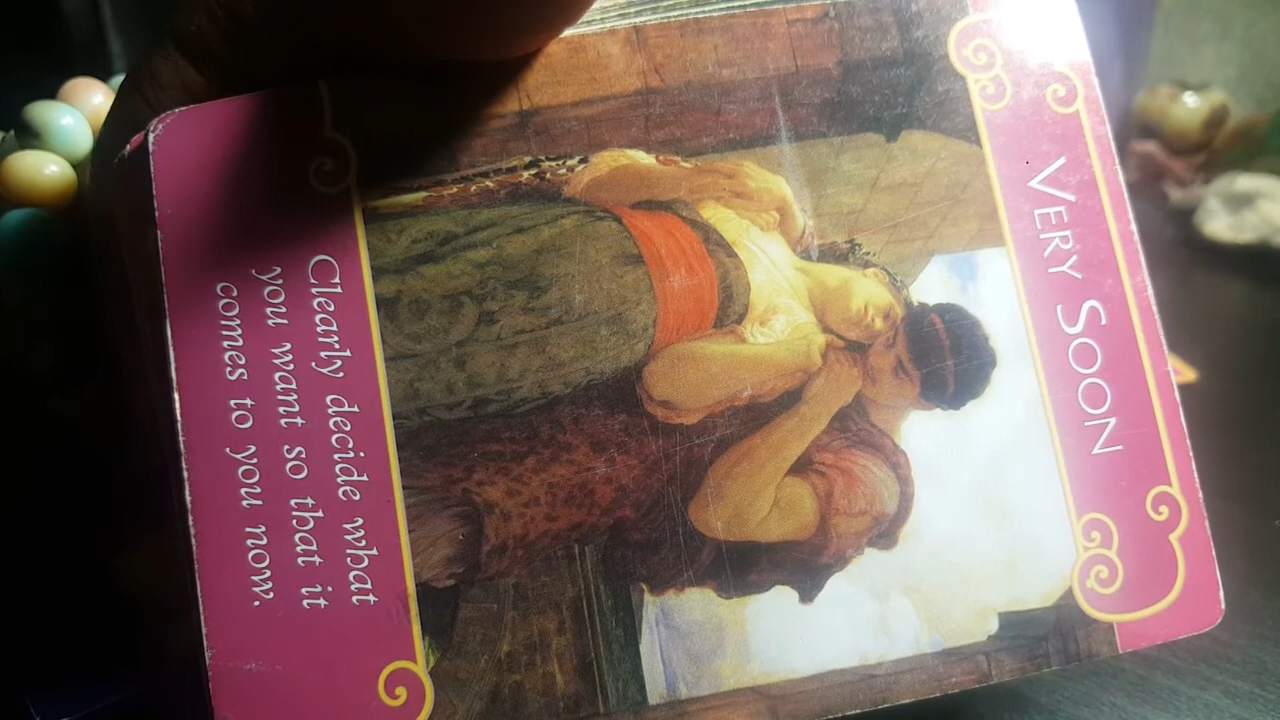 VERY SOON
Clearly decide what
you want so that it
comes to you now.